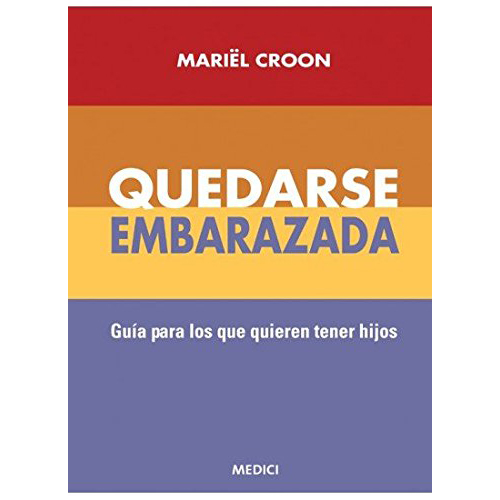 MARIËL CROON
QUEDARSE
EMBARAZADA
Guía para los que quieren tener hijos
MEDICI